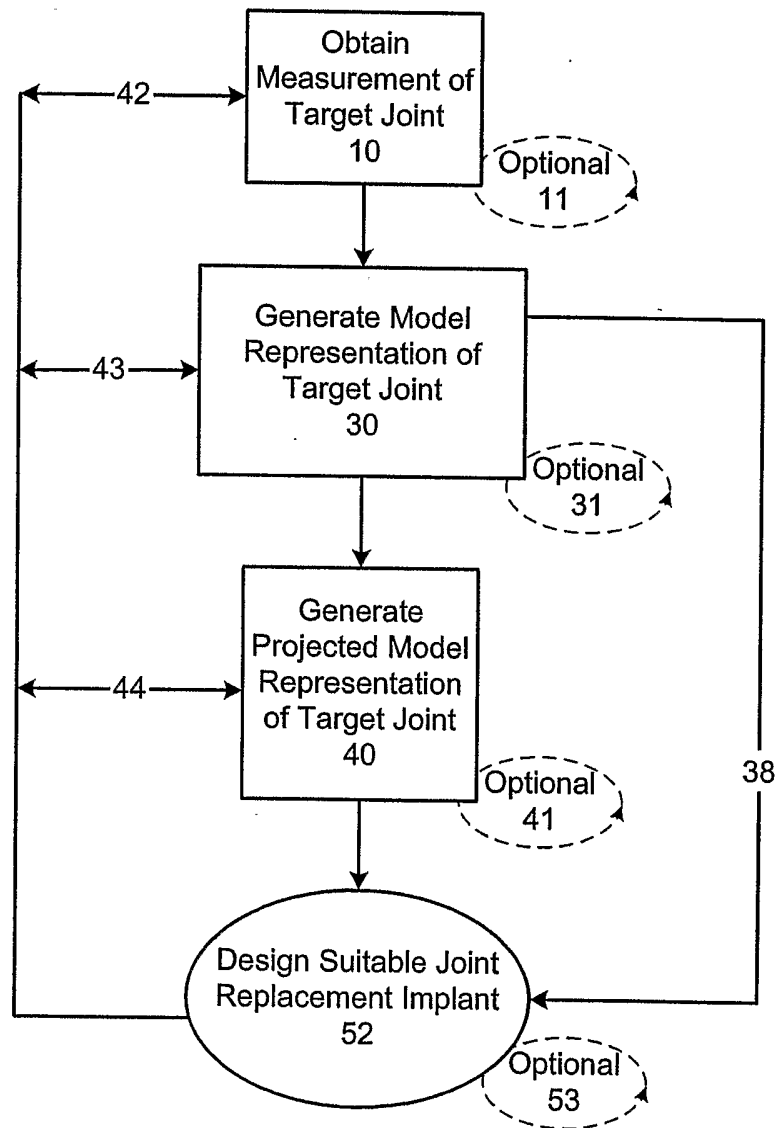 Obtain
Measurement of
Target Joint
10
42
Optional
11
Generate Model
Representation of
Target Joint
30
43
Optional
31
Generate
Projected Model
Representation
of Target Joint
40
44
38
Optional
41
Design Suitable Joint
Replacement Implant
52
Optional
53